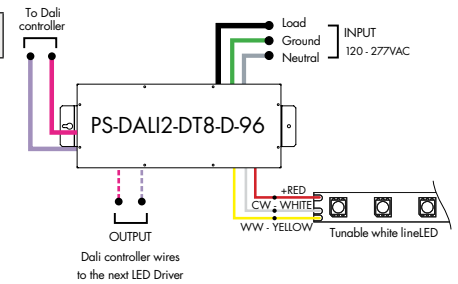 To Dali
controller
Load
Ground
Neutral
INPUT
120 - 277VAC
PS-DALI2-DT8-D-96
+RED
CW - WHITE
WW - YELLOW
Tunable white lineLED
OUTPUT
Dali controller wires
to the next LED Driver